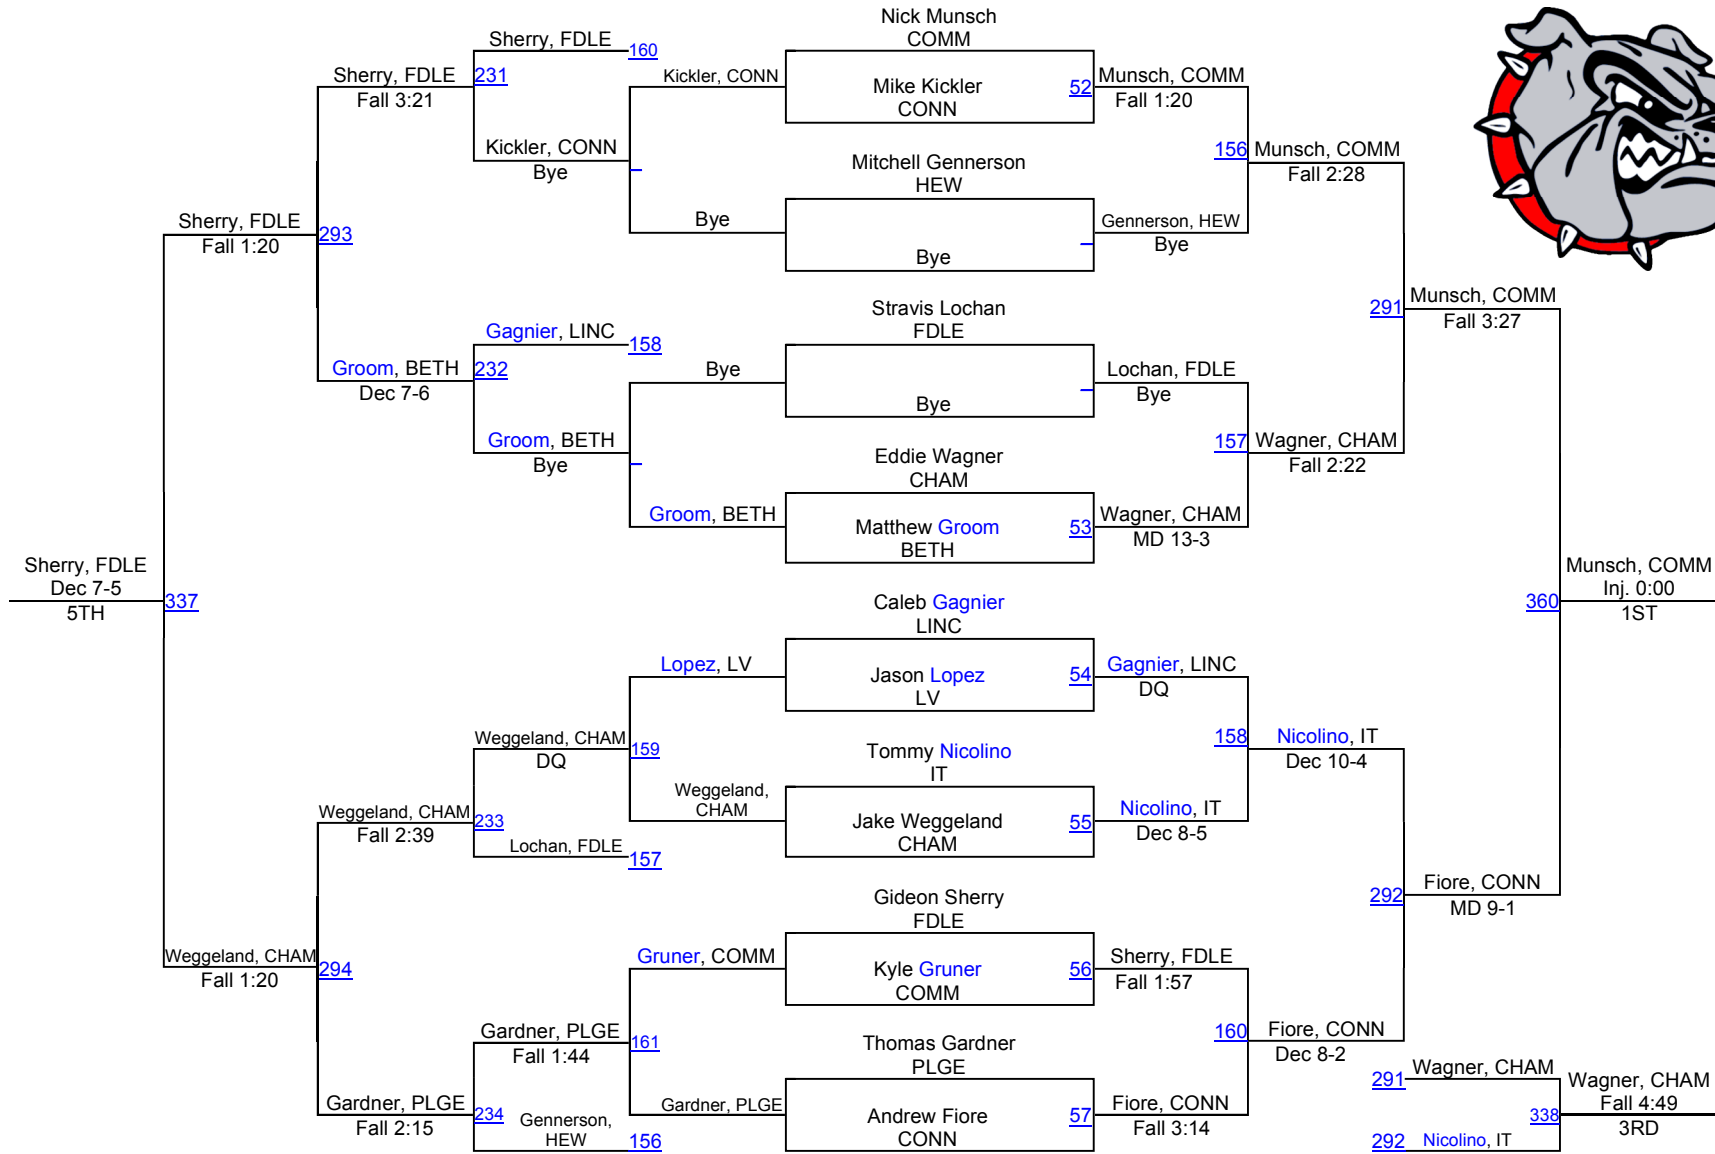 Nick Munsch
COMM
Sherry, FDLE
160
Sherry, FDLE
231
Fall 3:21
Kickler, CONN
Mike Kickler
CONN
52
Munsch, COMM
Fall 1:20
Kickler, CONN
Bye
Mitchell Gennerson
HEW
156
Munsch, COMM
Fall 2:28
Sherry, FDLE
Fall 1:20
293
Bye
Bye
Gennerson, HEW
Bye
Stravis Lochan
FDLE
291
Munsch, COMM
Fall 3:27
Gagnier, LINC
158
Groom, BETH
232
Dec 7-6
Bye
Bye
Lochan, FDLE
Bye
Groom, BETH
Bye
Eddie Wagner
CHAM
157
Wagner, CHAM
Fall 2:22
Groom, BETH
Matthew Groom
BETH
53
Wagner, CHAM
MD 13-3
Sherry, FDLE
Dec 7-5
5TH
337
Caleb Gagnier
LINC
360
Munsch, COMM
Inj. 0:00
1ST
Lopez, LV
Jason Lopez
LV
54
Gagnier, LINC
DQ
Weggeland, CHAM
DQ
159
Tommy Nicolino
IT
158
Nicolino, IT
Dec 10-4
Weggeland,
CHAM
Jake Weggeland
CHAM
55
Nicolino, IT
Dec 8-5
Weggeland, CHAM
Fall 2:39
233
Lochan, FDLE
157
Gideon Sherry
FDLE
292
Fiore, CONN
MD 9-1
Weggeland, CHAM
Fall 1:20
294
Gruner, COMM
Kyle Gruner
COMM
56
Sherry, FDLE
Fall 1:57
Gardner, PLGE
Fall 1:44
161
Thomas Gardner
PLGE
160
Fiore, CONN
Dec 8-2
Gardner, PLGE
Fall 2:15
234
Gennerson,
HEW
156
Gardner, PLGE
Andrew Fiore
CONN
57
Fiore, CONN
Fall 3:14
291
Wagner, CHAM
338
Wagner, CHAM
Fall 4:49
3RD
292
Nicolino, IT